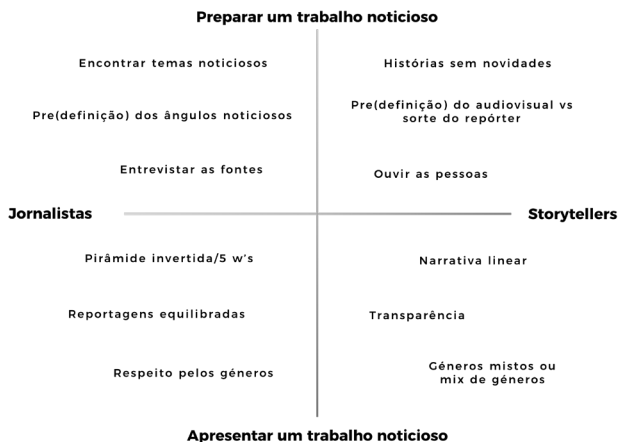 Preparar um trabalho noticioso
Encontrar temas noticiosos
Histórias sem novidades
Pre(definição) dos ângulos noticiosos
Pre(definição) do audiovisual vs
sorte do repórter
Entrevistar as fontes
Ouvir as pessoas
Jornalistas
Storytellers
Pirâmide invertida/5 w's
Narrativa linear
Reportagens equilibradas
Transparência
Respeito pelos géneros
Géneros mistos ou
mix de géneros
Apresentar um trabalho noticioso